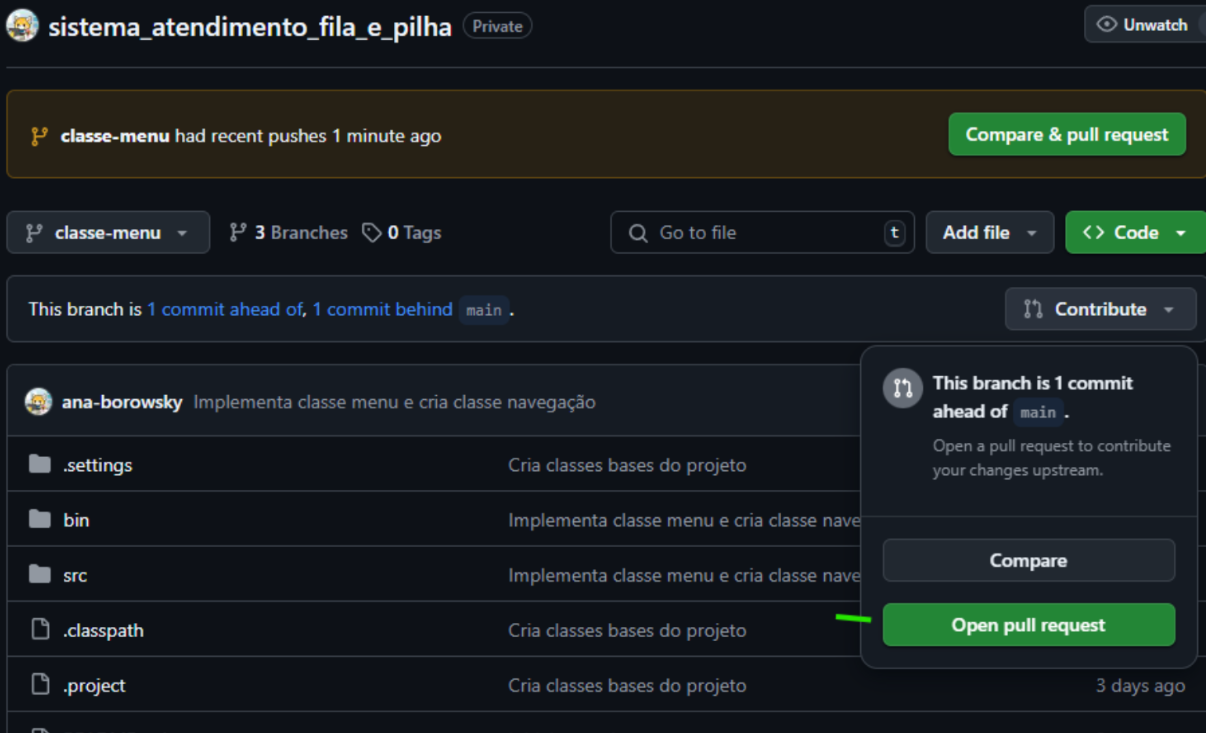 sistema_atendimento_fila_e_pilha Private Unwatch
classe-menu had recent pushes 1 minute ago Compare & pull request
classe-menu 3 Branches 0 Tags Go to file t Add file <> Code
This branch is 1 commit ahead of, 1 commit behind main . Contribute
This branch is 1 commit
ahead of main .
Open a pull request to contribute
your changes upstream.
Compare
Open pull request
ana-borowsky Implementa classe menu e cria classe navegação
.settings Cria classes bases do projeto
bin Implementa classe menu e cria classe nave
src Implementa classe menu e cria classe nave
.classpath Cria classes bases do projeto
.project Cria classes bases do projeto 3 days ago